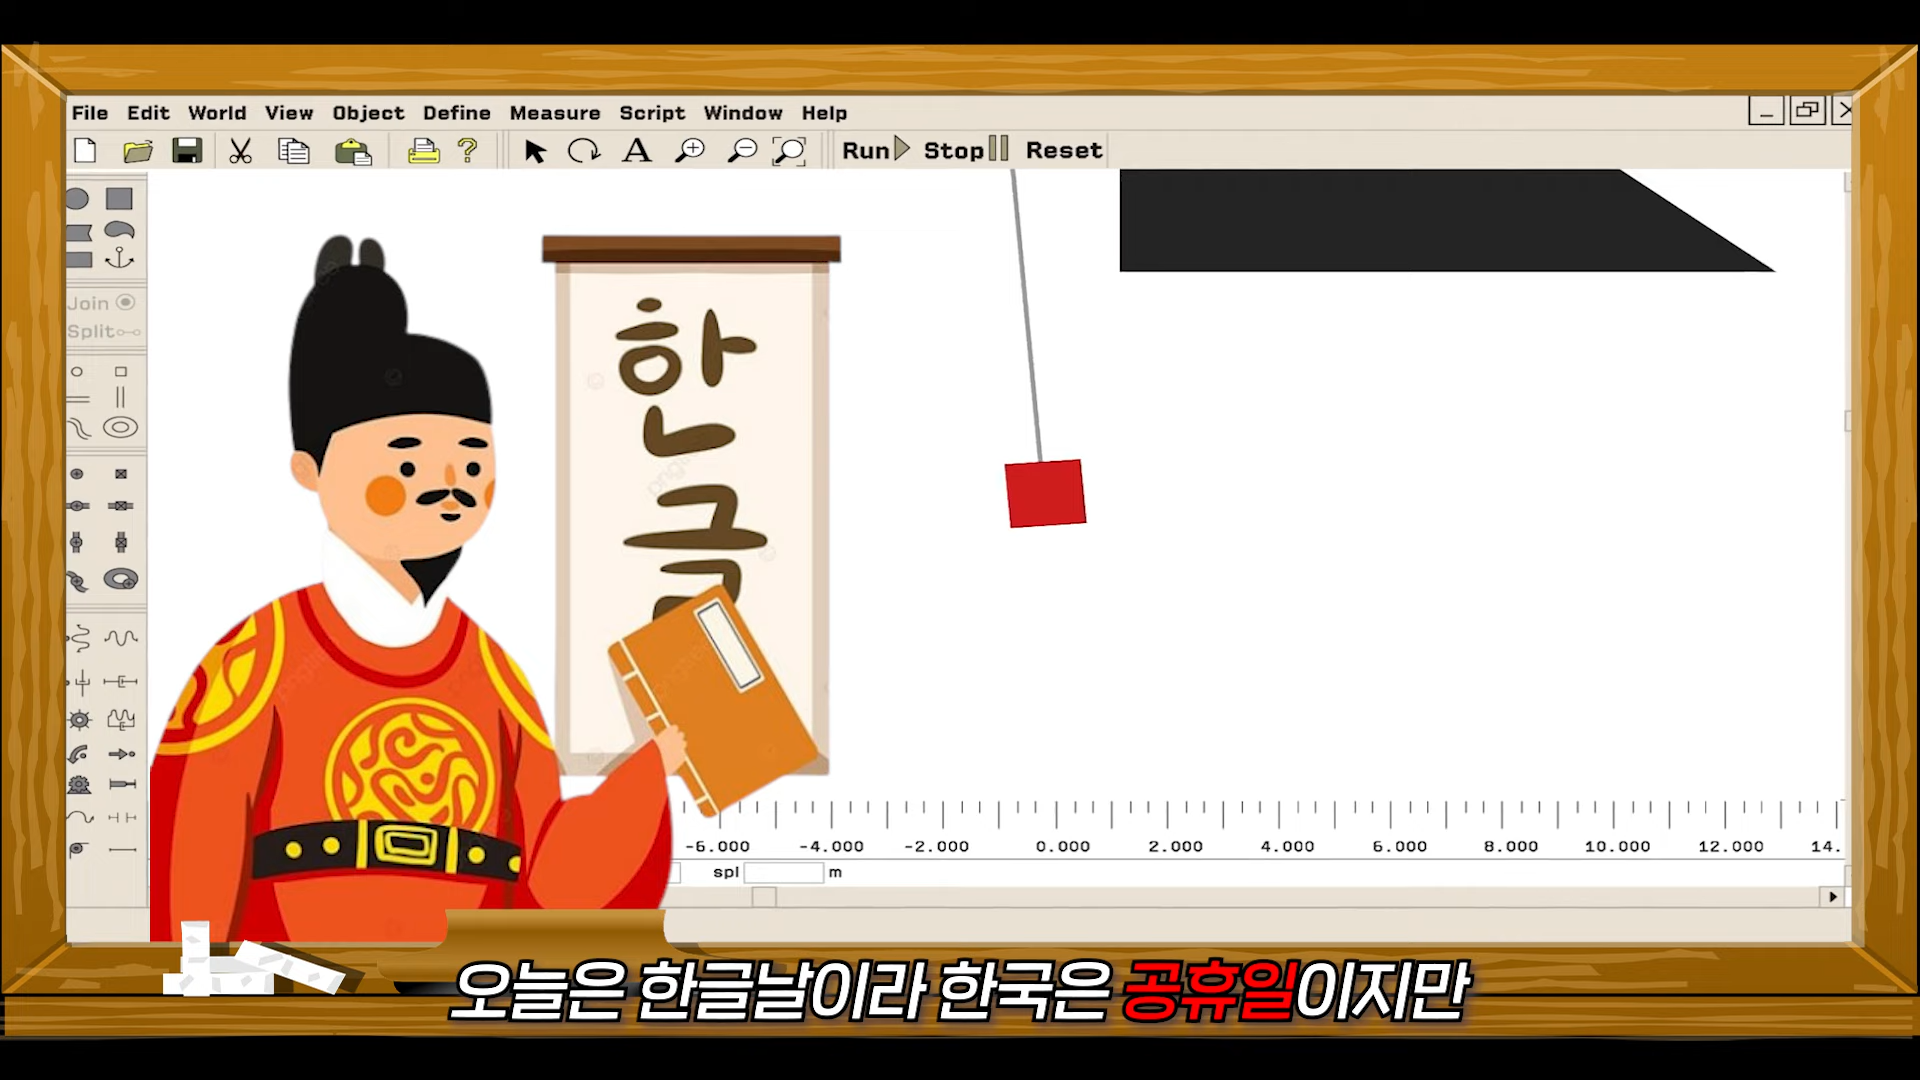 File Edit World View Object Define Measure Script Window Help
Run Stop Reset
Join
Split
한
글
-6.000 -4.000 -2.000 0.000 2.000 4.000 6.000 8.000 10.000 12.000 14.
spl m
오늘은 한글날이라 한국은 공휴일이지만